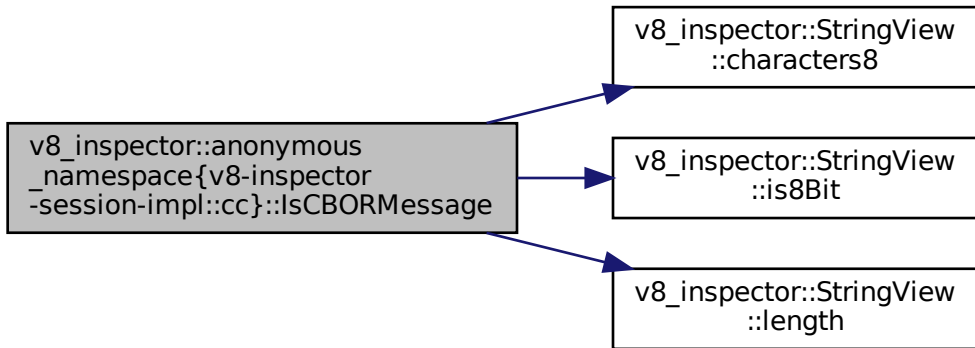 v8_inspector::StringView
::characters8
v8_inspector::anonymous
_namespace{v8-inspector
-session-impl::cc}::IsCBORMessage
v8_inspector::StringView
::is8Bit
v8_inspector::StringView
::length